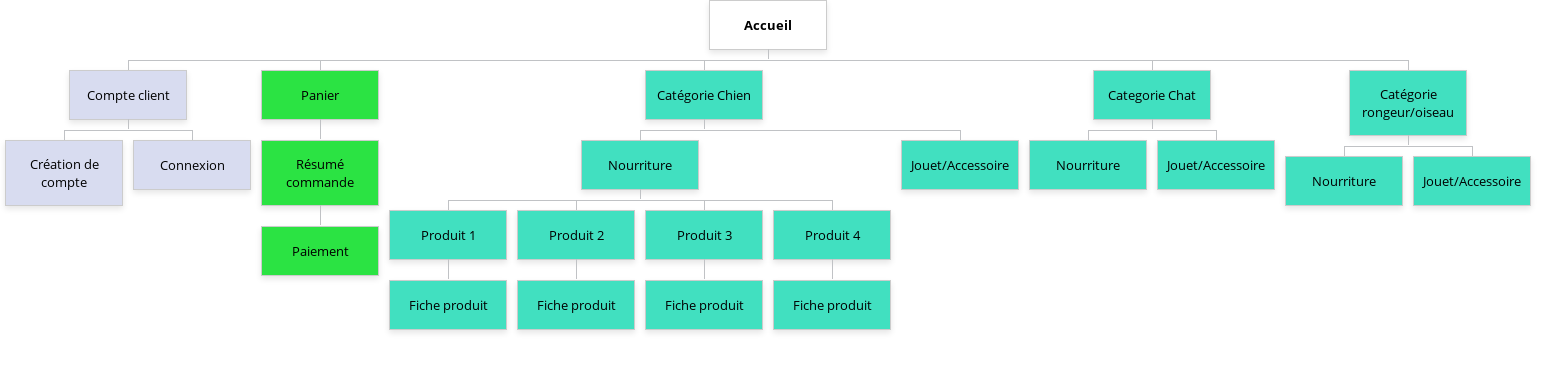 Accueil
Compte client
Panier
Catégorie Chien
Categorie Chat
Catégorie
rongeur/oiseau
Création de
compte
Connexion
Résumé
commande
Nourriture
Jouet/Accessoire
Nourriture
Jouet/Accessoire
Nourriture
Jouet/Accessoire
Paiement
Produit 1
Produit 2
Produit 3
Produit 4
Fiche produit
Fiche produit
Fiche produit
Fiche produit